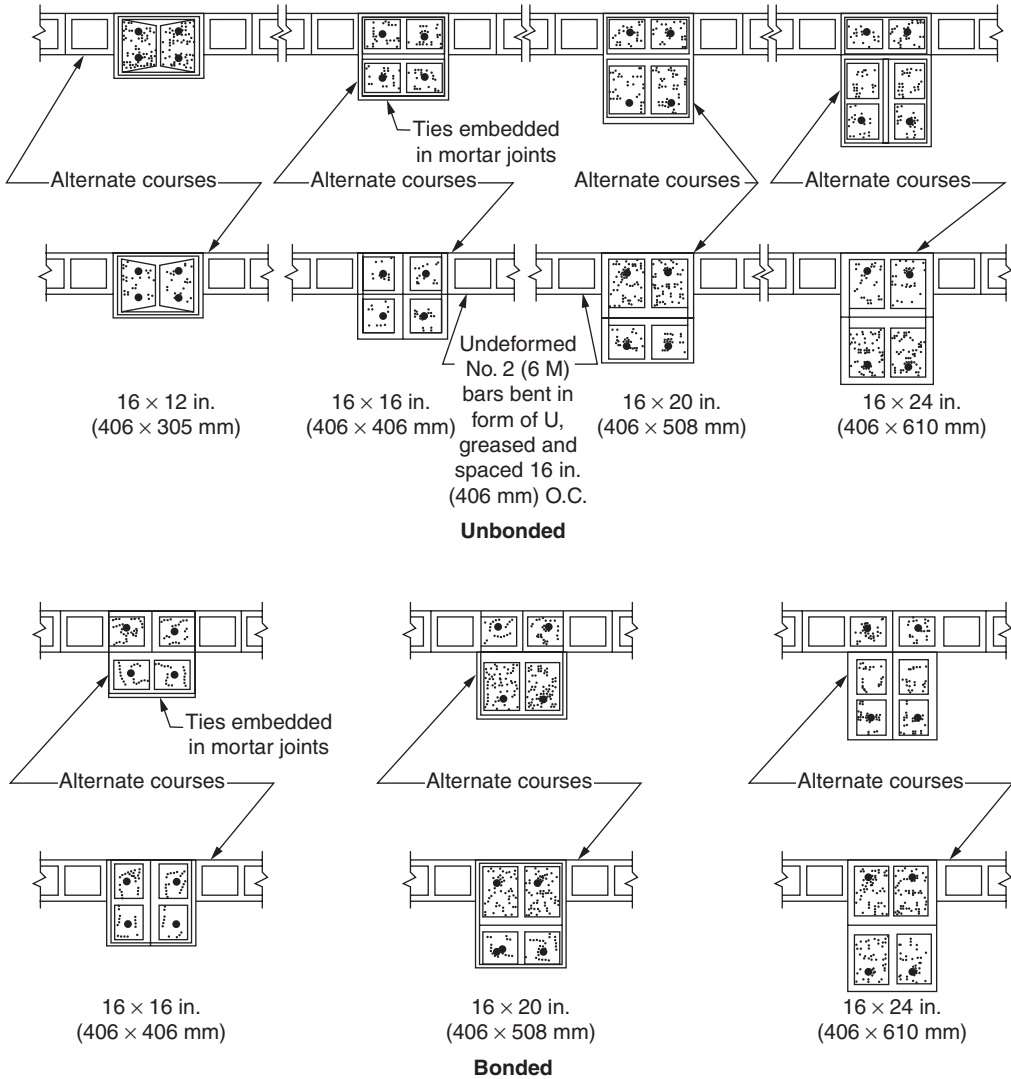 Ties embedded
in mortar joints
Alternate courses
Alternate courses
Alternate courses
Alternate courses
16 × 12 in.
(406 × 305 mm)
16 × 16 in.
(406 × 406 mm)
Undeformed
No. 2 (6 M)
bars bent in
form of U,
greased and
spaced 16 in.
(406 mm) O.C.
16 × 20 in.
(406 × 508 mm)
16 × 24 in.
(406 × 610 mm)
Unbonded
Ties embedded
in mortar joints
Alternate courses
Alternate courses
Alternate courses
16 × 16 in.
(406 × 406 mm)
16 × 20 in.
(406 × 508 mm)
16 × 24 in.
(406 × 610 mm)
Bonded